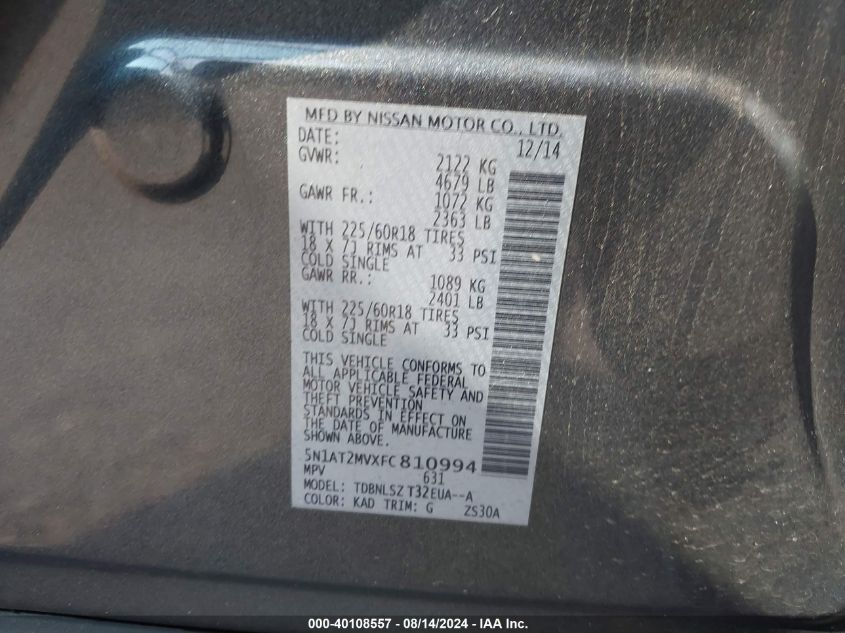 MFD BY NISSAN MOTOR CO., LTD.
DATE: 12/14
GVWR: 2122 KG
4679 LB
GAWR FR.: 1072 KG
2363 LB
WITH 225/60R18 TIRES
18 X 7J RIMS AT 33 PSI
COLD SINGLE
GAWR RR.: 1089 KG
2401 LB
WITH 225/60R18 TIRES
18 X 7J RIMS AT 33 PSI
COLD SINGLE
THIS VEHICLE CONFORMS TO
ALL APPLICABLE FEDERAL
MOTOR VEHICLE SAFETY AND
THEFT PREVENTION
STANDARDS IN EFFECT ON
THE DATE OF MANUFACTURE
SHOWN ABOVE.
5N1AT2MVXFC810994
MPV 631
MODEL: TDBNLSZ T32EUA--A
COLOR: KAD TRIM: G ZS30A
000-40108557 - 08/14/2024 - IAA Inc.